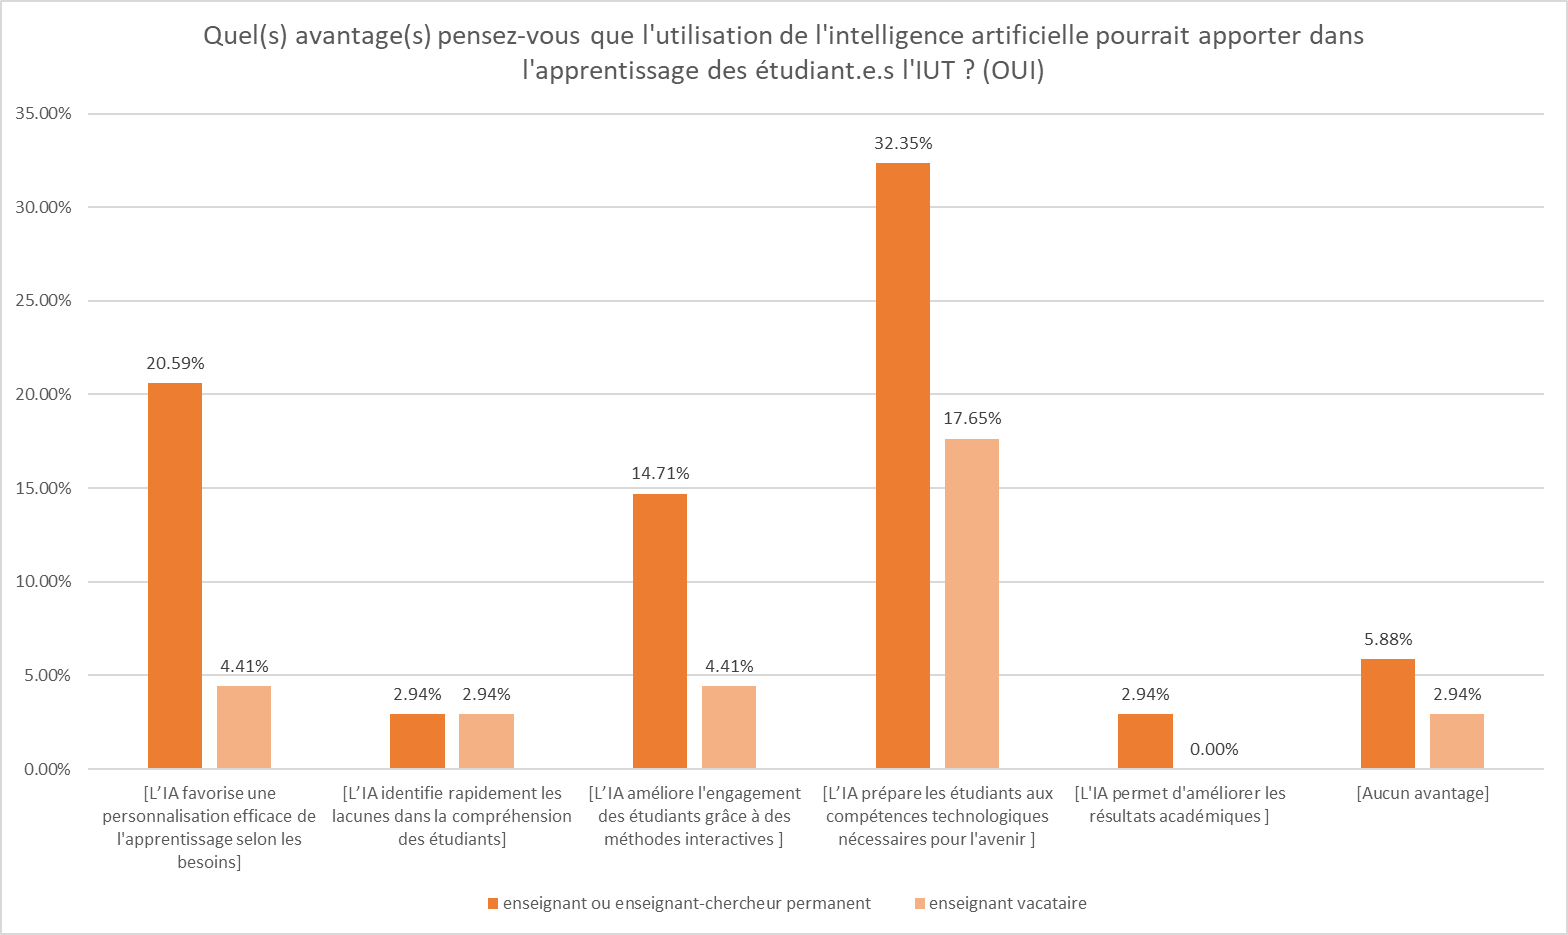 Quel(s) avantage(s) pensez-vous que l'utilisation de l'intelligence artificielle pourrait apporter dans
l'apprentissage des étudiant.e.s l'IUT ? (OUI)
35.00%
30.00%
25.00%
20.00%
15.00%
10.00%
5.00%
0.00%
20.59%
4.41%
2.94%
2.94%
14.71%
4.41%
32.35%
17.65%
2.94%
0.00%
5.88%
2.94%
[L’IA favorise une
personnalisation efficace de
l'apprentissage selon les
besoins]
[L’IA identifie rapidement les
lacunes dans la compréhension
des étudiants]
[L’IA améliore l'engagement
des étudiants grâce à des
méthodes interactives ]
[L’IA prépare les étudiants aux
compétences technologiques
nécessaires pour l'avenir ]
[L'IA permet d'améliorer les
résultats académiques ]
[Aucun avantage]
enseignant ou enseignant-chercheur permanent
enseignant vacataire